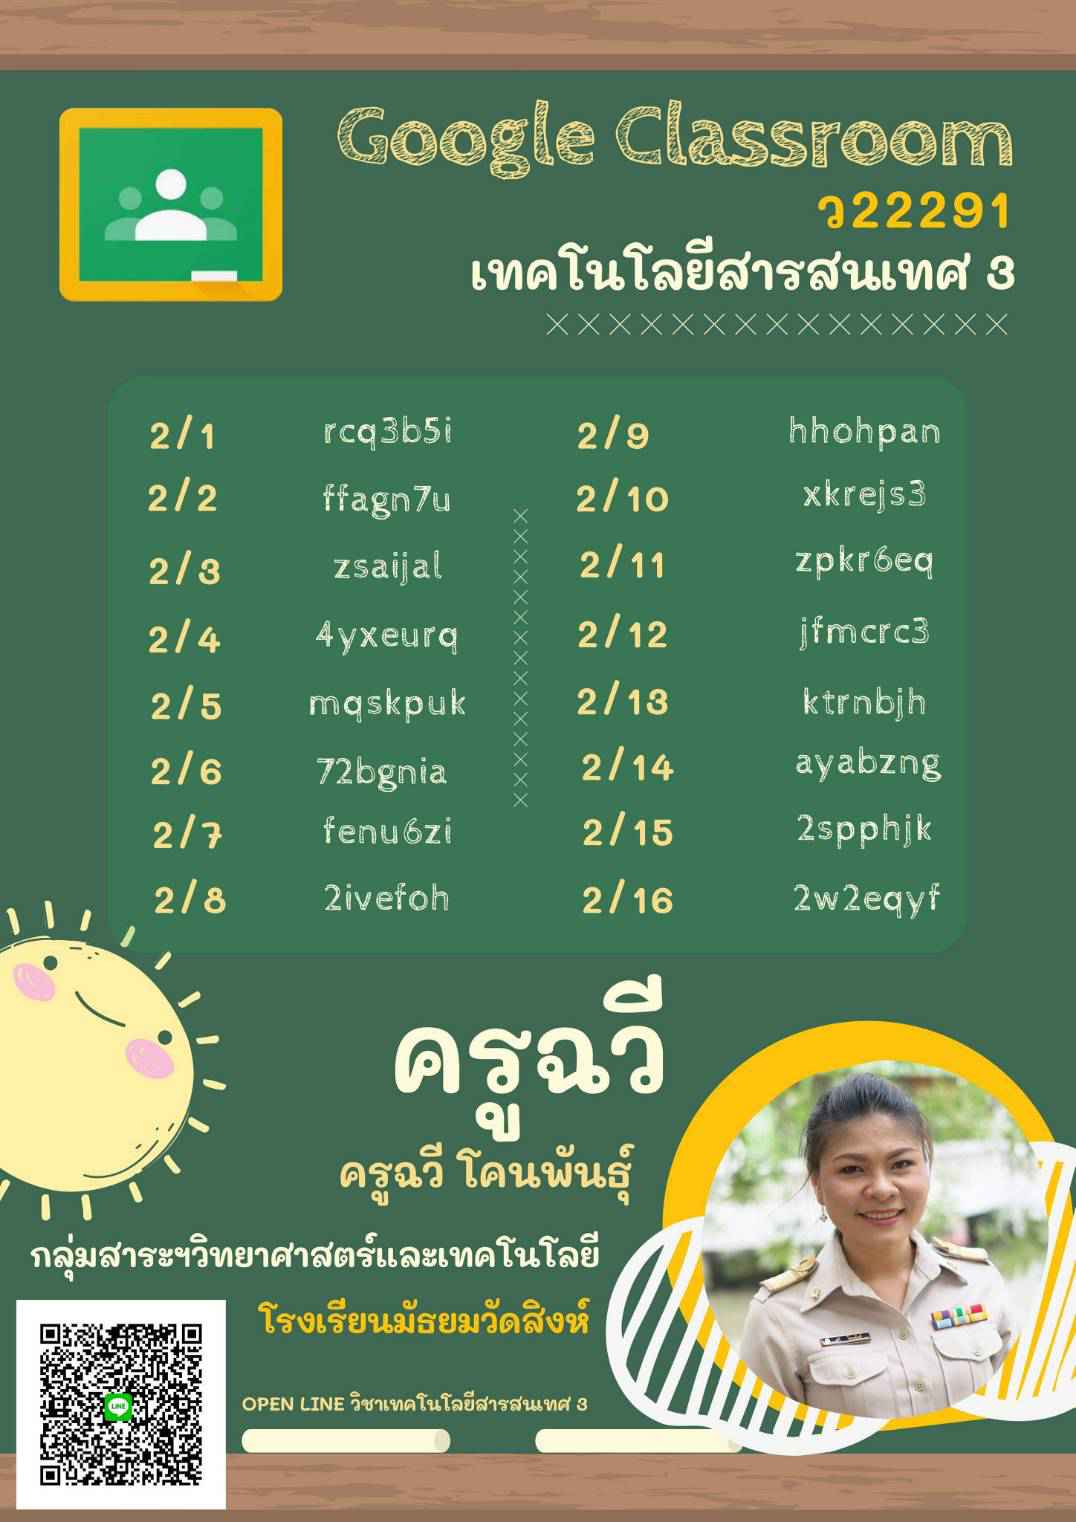 Google Classroom
ว22291
เทคโนโลยีสารสนเทศ 3
2/1 rcq3b5i 2/9 hhohpan
2/2 ffagn7u 2/10 xkrejs3
2/3 zsaijal 2/11 zpkr6eq
2/4 4yxeurq 2/12 jfmcrc3
2/5 mqskpuk 2/13 ktrnbjh
2/6 72bgnia 2/14 ayabzng
2/7 fenu6zi 2/15 2spphjk
2/8 2ivefoh 2/16 2w2eqyf
ครูฉวี
ครูฉวี โคนพันธุ์
กลุ่มสาระฯวิทยาศาสตร์และเทคโนโลยี
โรงเรียนมัธยมวัดสิงห์
OPEN LINE วิชาเทคโนโลยีสารสนเทศ 3
LINE